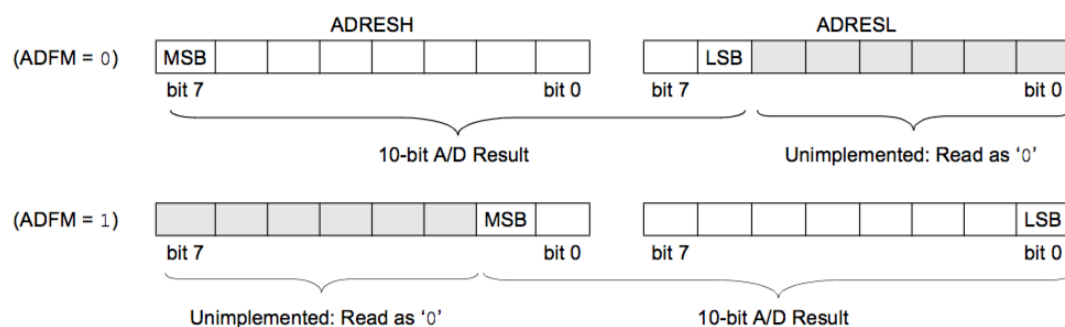 ADRESH ADRESL
(ADFM = 0) MSB LSB
bit 7 bit 0 bit 7 bit 0
10-bit A/D Result Unimplemented: Read as ‘0’
(ADFM = 1) MSB LSB
bit 7 bit 0 bit 7 bit 0
Unimplemented: Read as ‘0’ 10-bit A/D Result